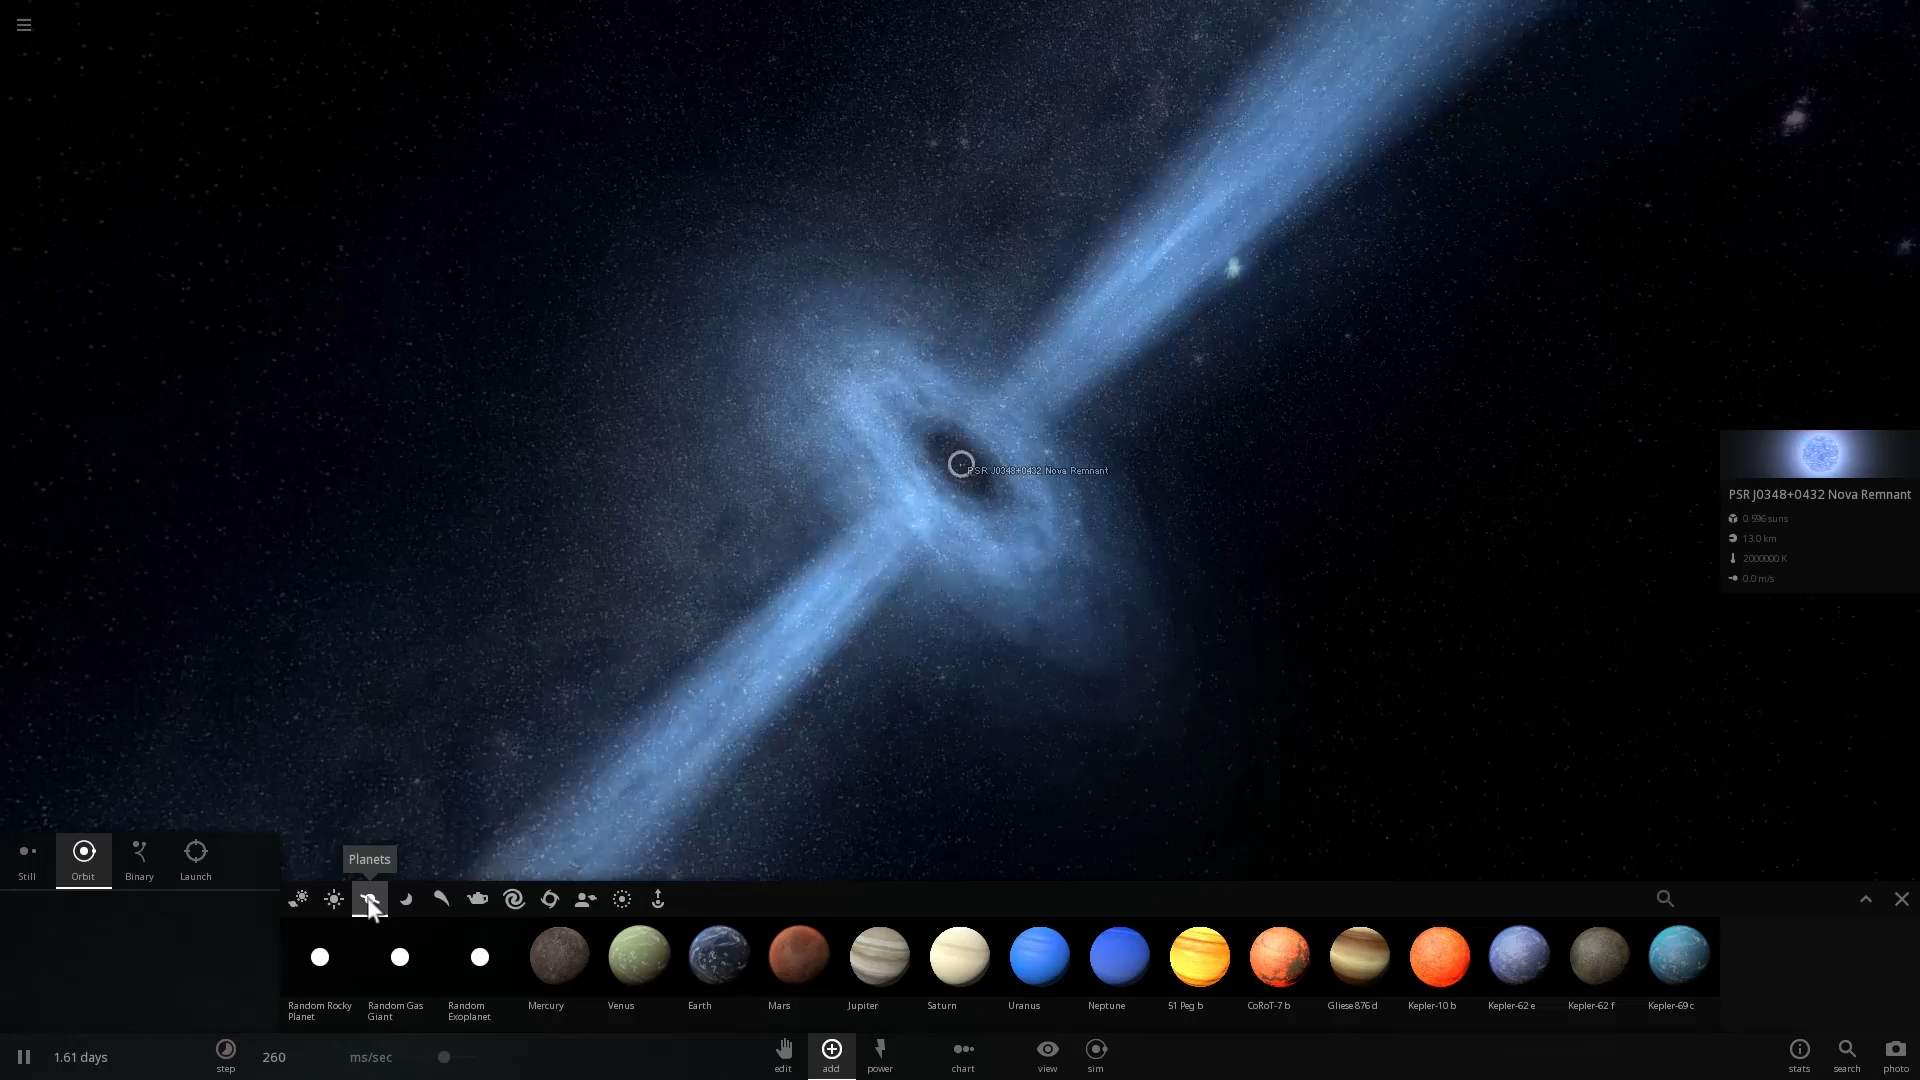 PSR J0348+0432 Nova Remnant
PSR J0348+0432 Nova Remnant
0.596 suns
13.0 km
2000000 K
0.0 m/s
Still
Orbit
Binary
Launch
Planets
Random Rocky Planet
Random Gas Giant
Random Exoplanet
Mercury
Venus
Earth
Mars
Jupiter
Saturn
Uranus
Neptune
51 Peg b
CoRoT-7 b
Gliese 876 d
Kepler-10 b
Kepler-62 e
Kepler-62 f
Kepler-69 c
1.61 days
step
260
ms/sec
edit
add
power
chart
view
sim
stats
search
photo